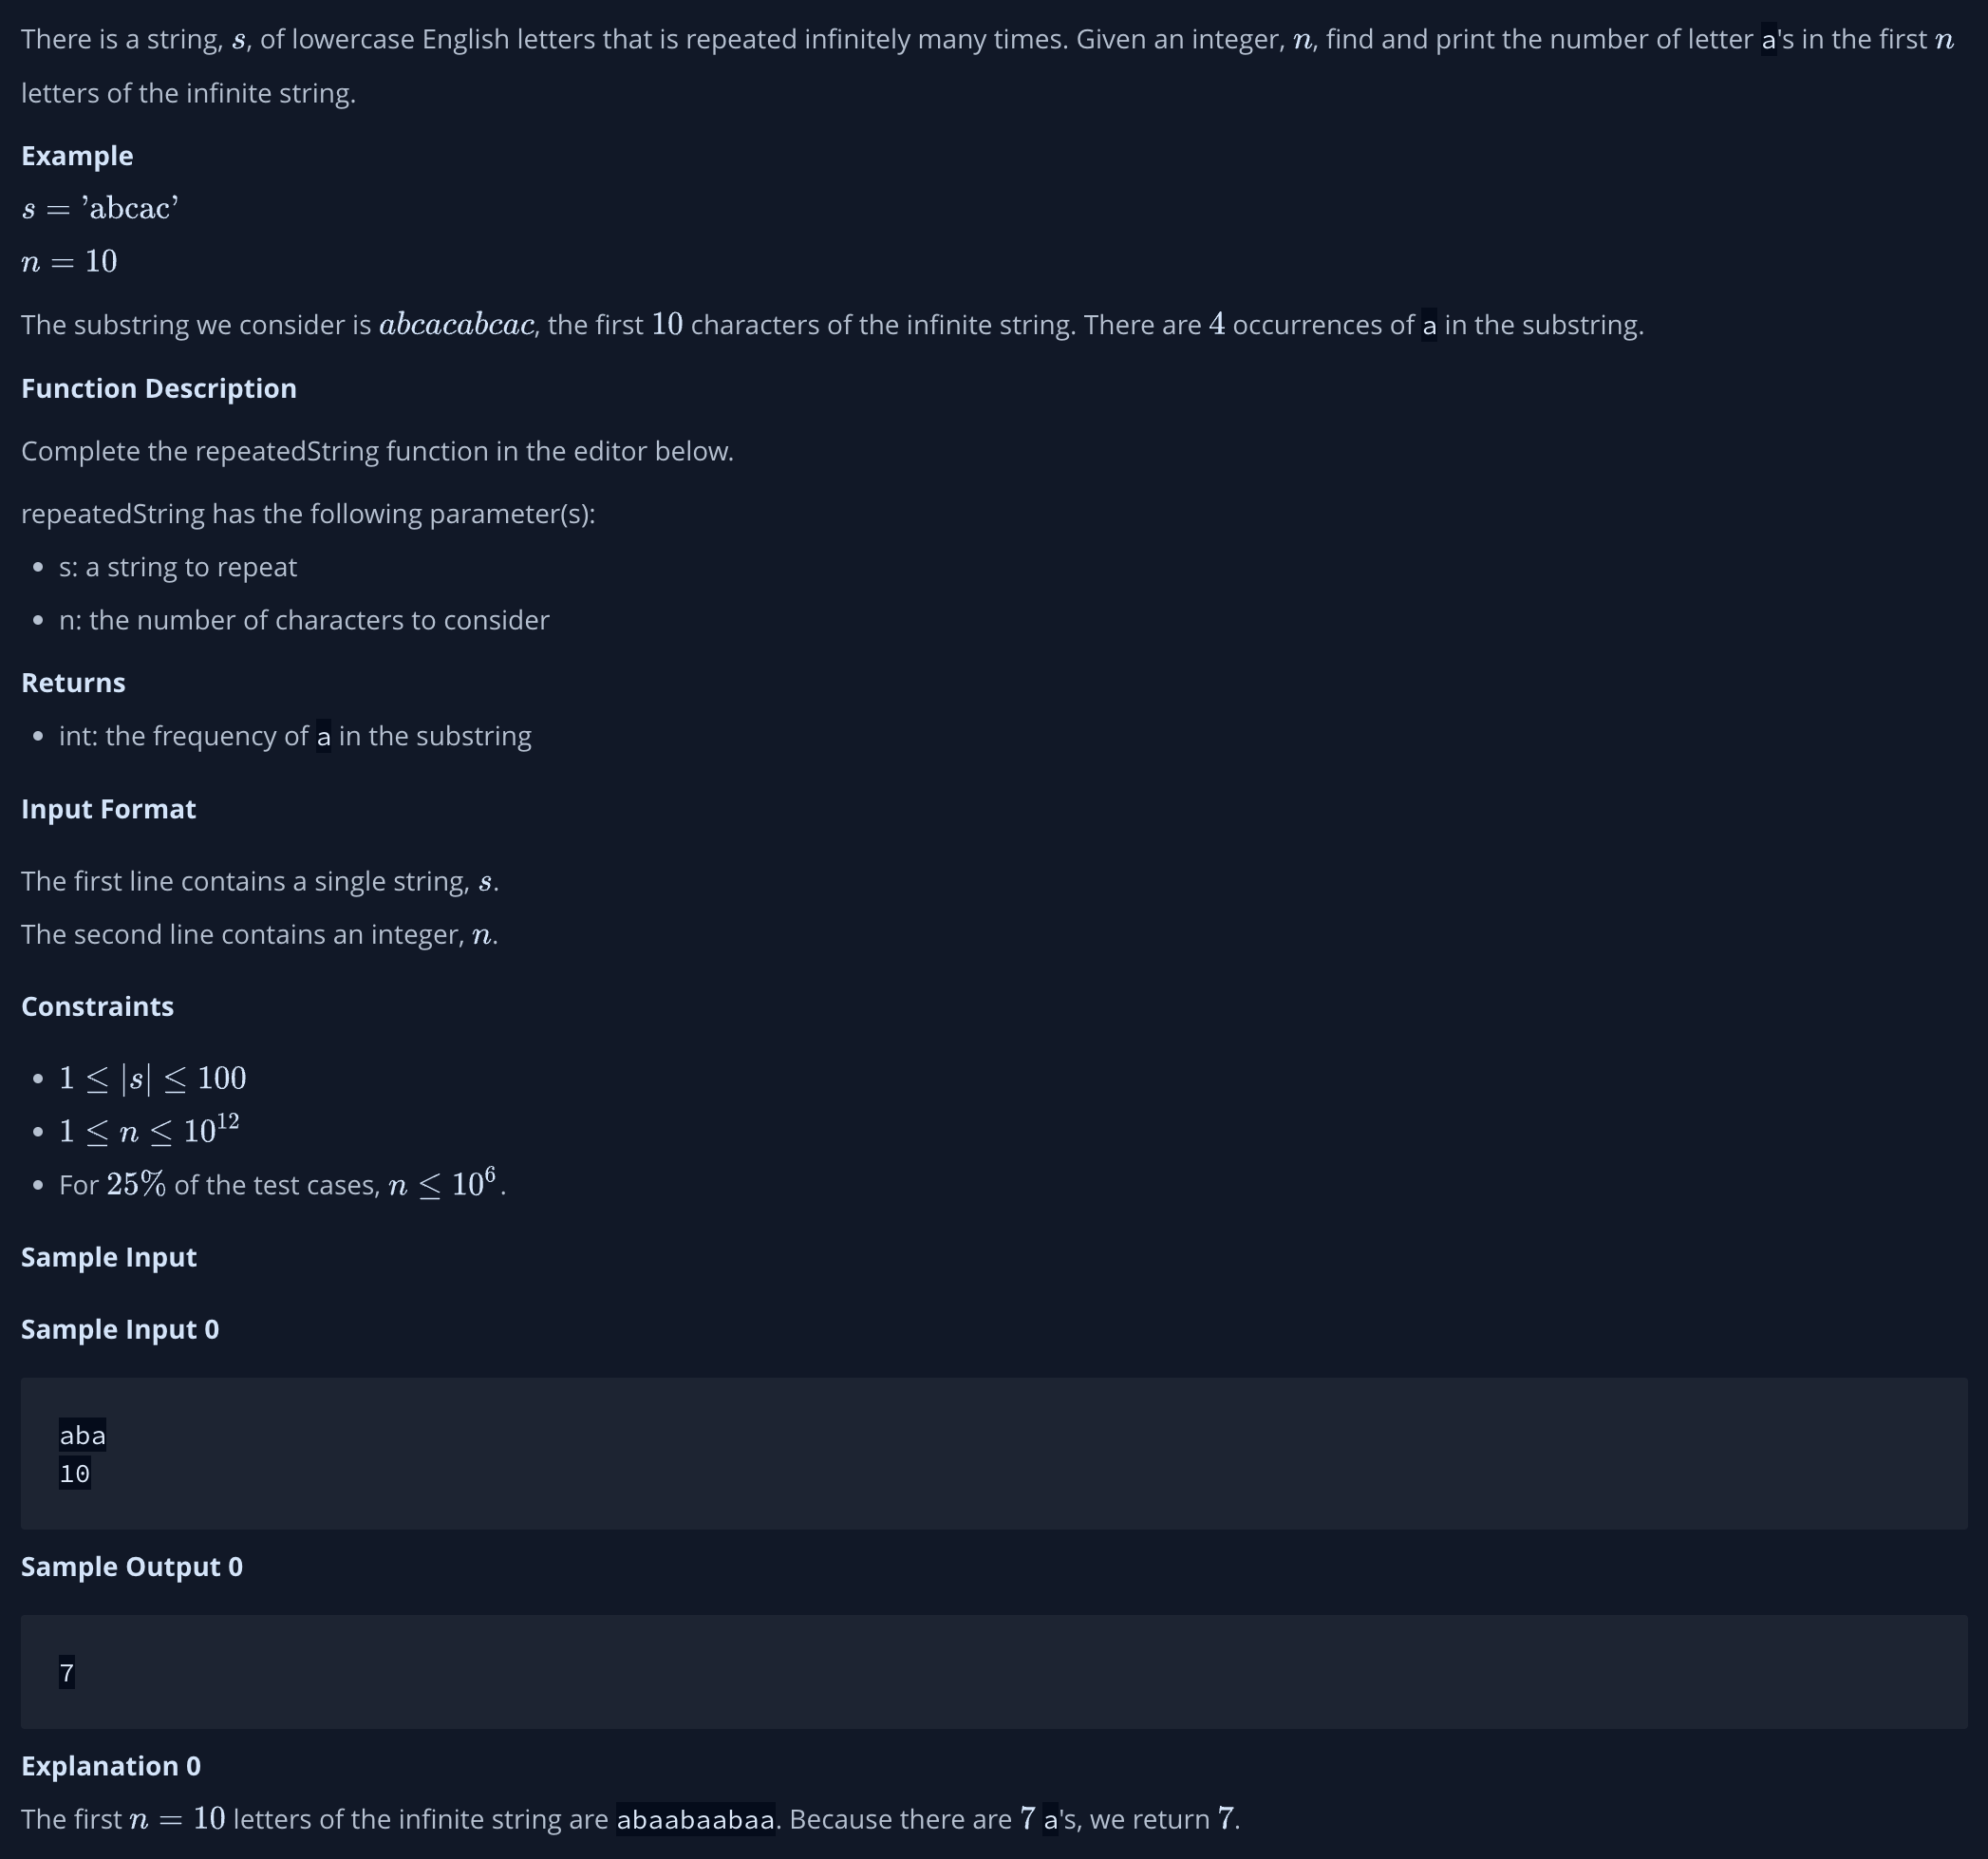 There is a string, s, of lowercase English letters that is repeated infinitely many times. Given an integer, n, find and print the number of letter a's in the first n
letters of the infinite string.
Example
s = ’abcac’
n = 10
The substring we consider is abcacabcac, the first 10 characters of the infinite string. There are 4 occurrences of a in the substring.
Function Description
Complete the repeatedString function in the editor below.
repeatedString has the following parameter(s):
• s: a string to repeat
• n: the number of characters to consider
Returns
• int: the frequency of a in the substring
Input Format
The first line contains a single string, s.
The second line contains an integer, n.
Constraints
• 1 ≤ |s| ≤ 100
• 1 ≤ n ≤ 10^12
• For 25% of the test cases, n ≤ 10^6.
Sample Input
Sample Input 0
aba
10
Sample Output 0
7
Explanation 0
The first n = 10 letters of the infinite string are abaabaabaa. Because there are 7 a's, we return 7.